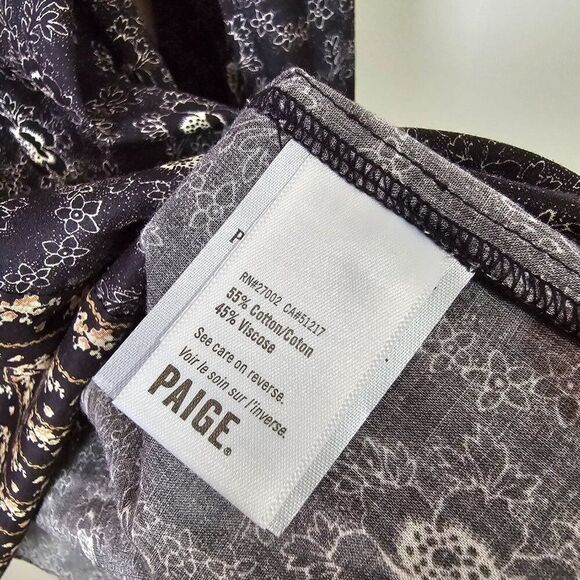 P
RN#27002 CA#51217
55% Cotton/Coton
45% Viscose
See care on reverse.
Voir le soin sur l'inverse.
PAIGE®